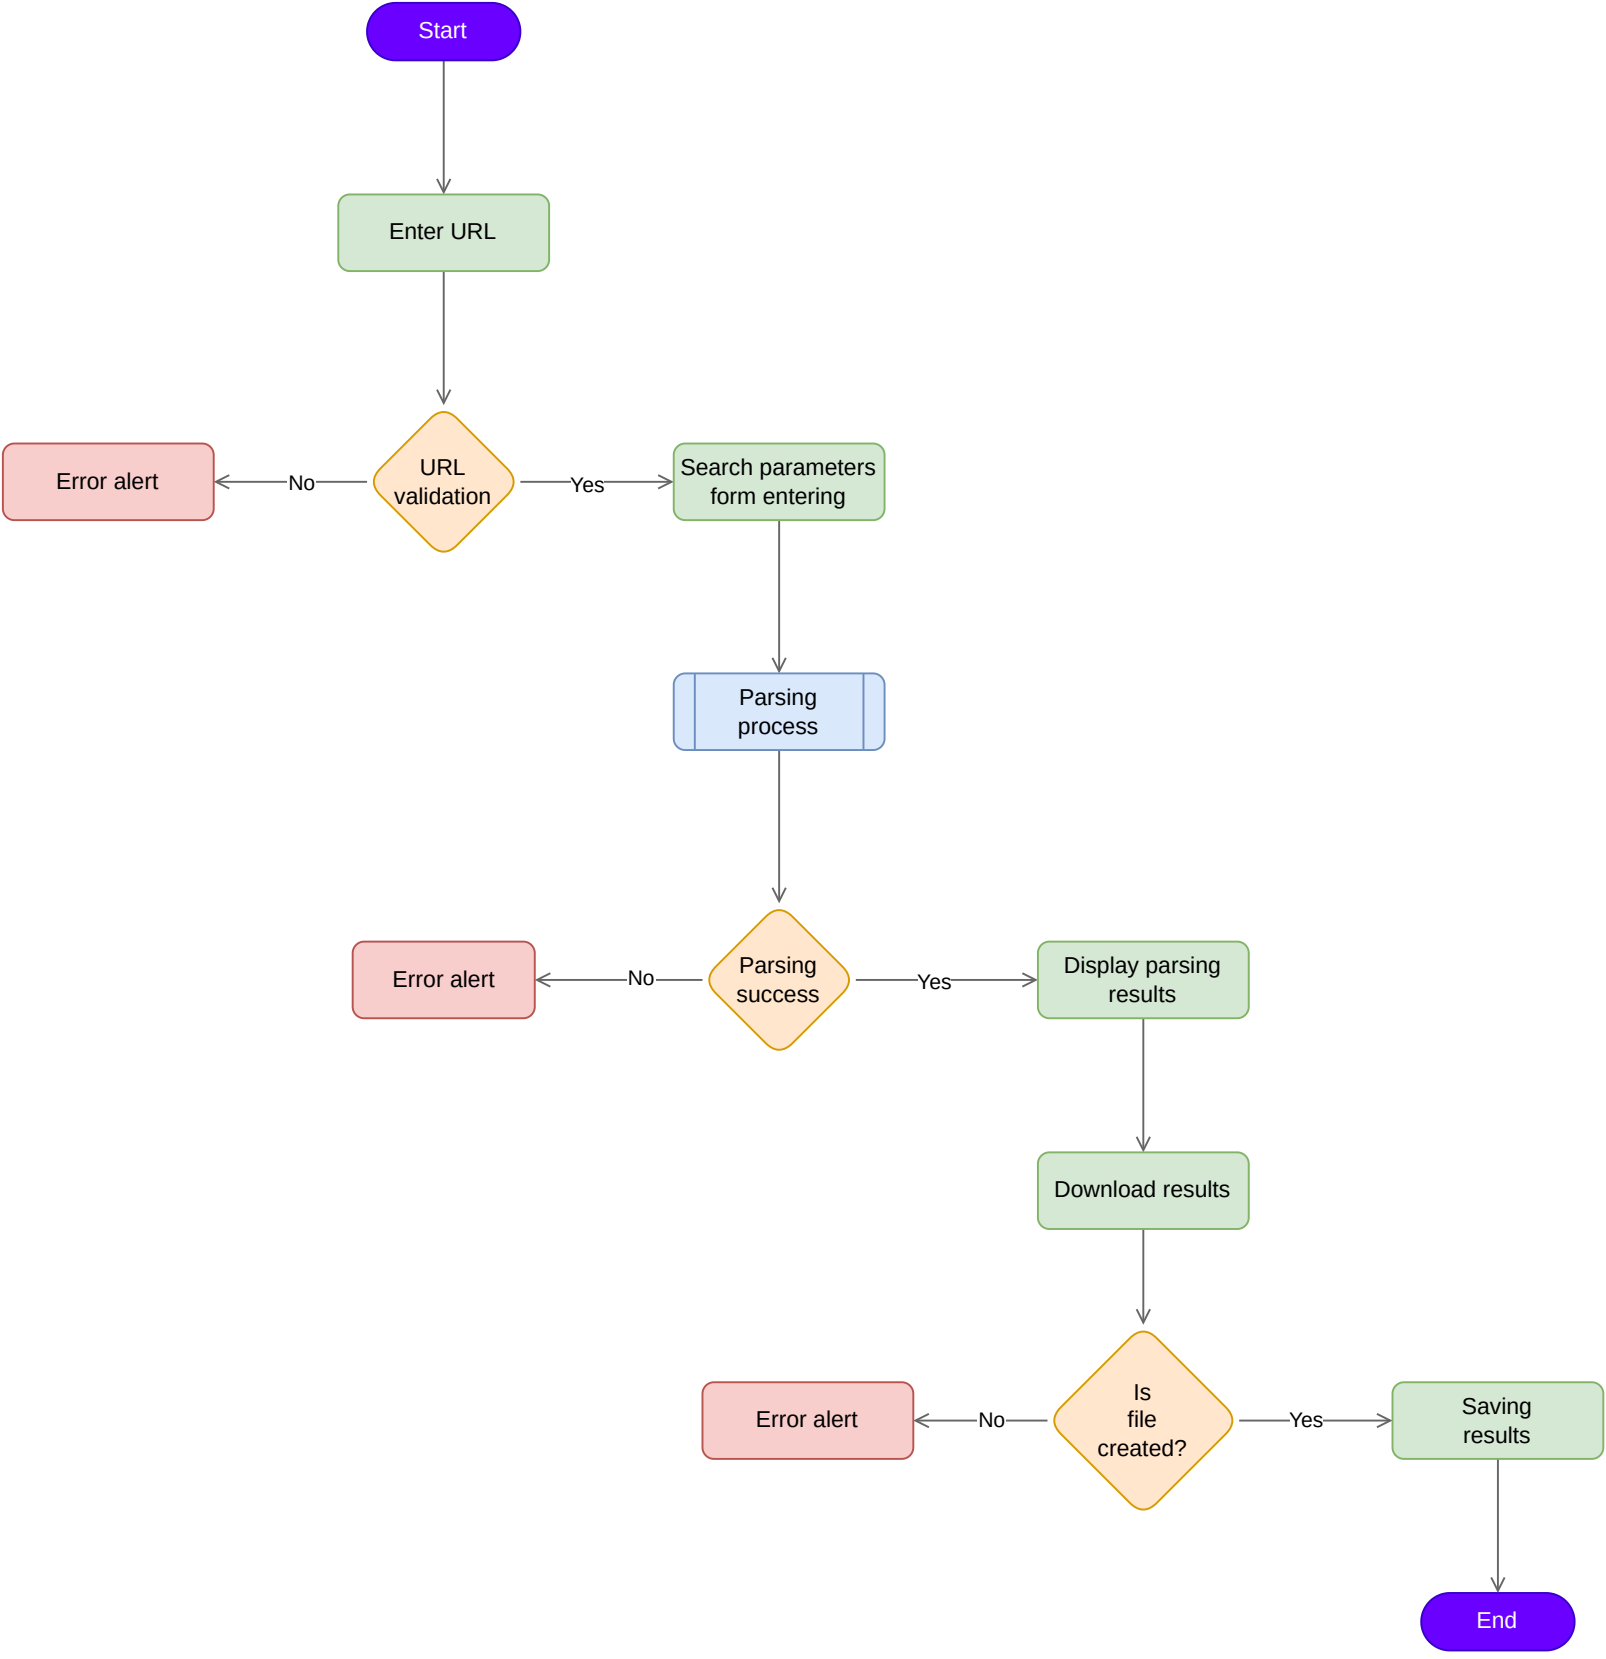 Start
Enter URL
Error alert
No
URL
validation
Yes
Search parameters
form entering
Parsing
process
Error alert
No
Parsing
success
Yes
Display parsing
results
Download results
Error alert
No
Is
file
created?
Yes
Saving
results
End